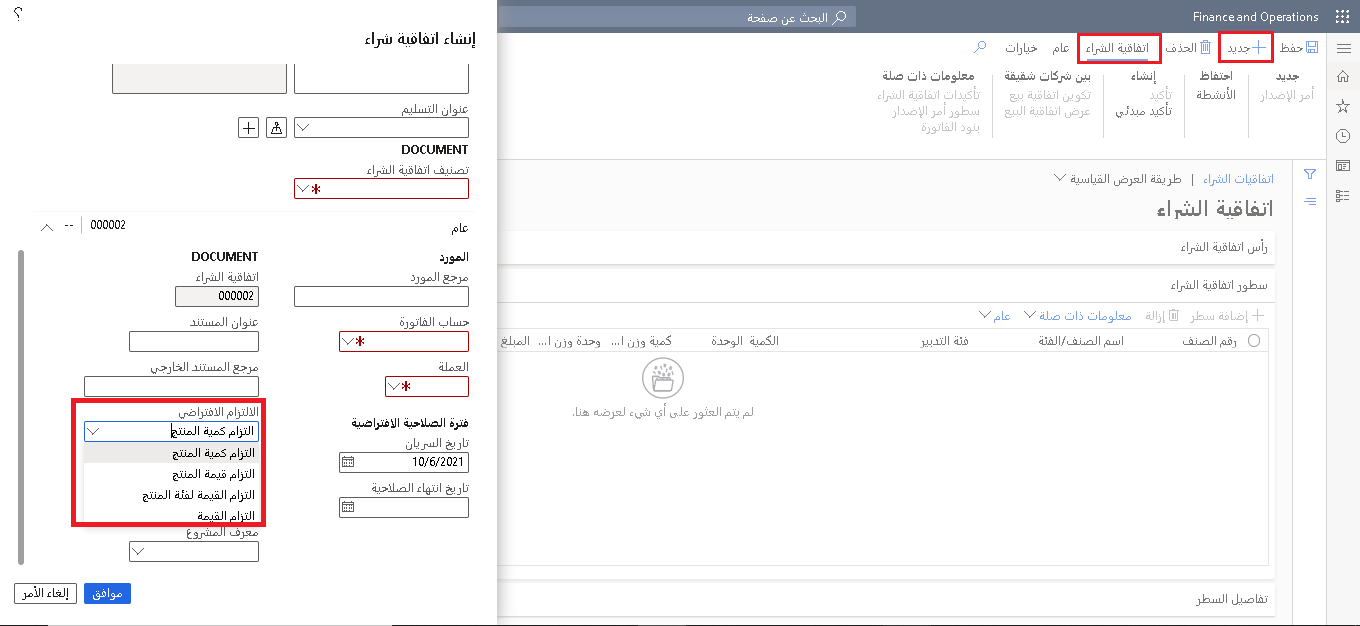 Finance and Operations
البحث عن صفحة
؟
حفظ
جديد
الحذف
اتفاقية الشراء
عام
خيارات
جديد
أمر الإصدار
احتفاظ
الأنشطة
إنشاء
تأكيد
تأكيد مبدئي
بين شركات شقيقة
تكوين اتفاقية بيع
عرض اتفاقية البيع
معلومات ذات صلة
تأكيدات اتفاقية الشراء
سطور أمر الإصدار
بنود الفاتورة
اتفاقيات الشراء | طريقة العرض القياسية
اتفاقية الشراء
رأس اتفاقية الشراء
سطور اتفاقية الشراء
إضافة سطر
إزالة
معلومات ذات صلة
عام
رقم الصنف
اسم الصنف/الفئة
فئة التدبير
الكمية
الوحدة
كمية وزن ا...
وحدة وزن ا...
المبلغ
لم يتم العثور على أي شيء لعرضه هنا.
تفاصيل السطر
إنشاء اتفاقية شراء
عنوان التسليم
DOCUMENT
تصنيف اتفاقية الشراء
*
عام
000002
--
المورد
مرجع المورد
حساب الفاتورة
*
العملة
*
فترة الصلاحية الافتراضية
تاريخ السريان
10/6/2021
تاريخ انتهاء الصلاحية
DOCUMENT
اتفاقية الشراء
000002
عنوان المستند
مرجع المستند الخارجي
الالتزام الافتراضي
التزام كمية المنتج
التزام كمية المنتج
التزام قيمة المنتج
التزام القيمة لفئة المنتج
التزام القيمة
معرف المشروع
موافق
إلغاء الأمر